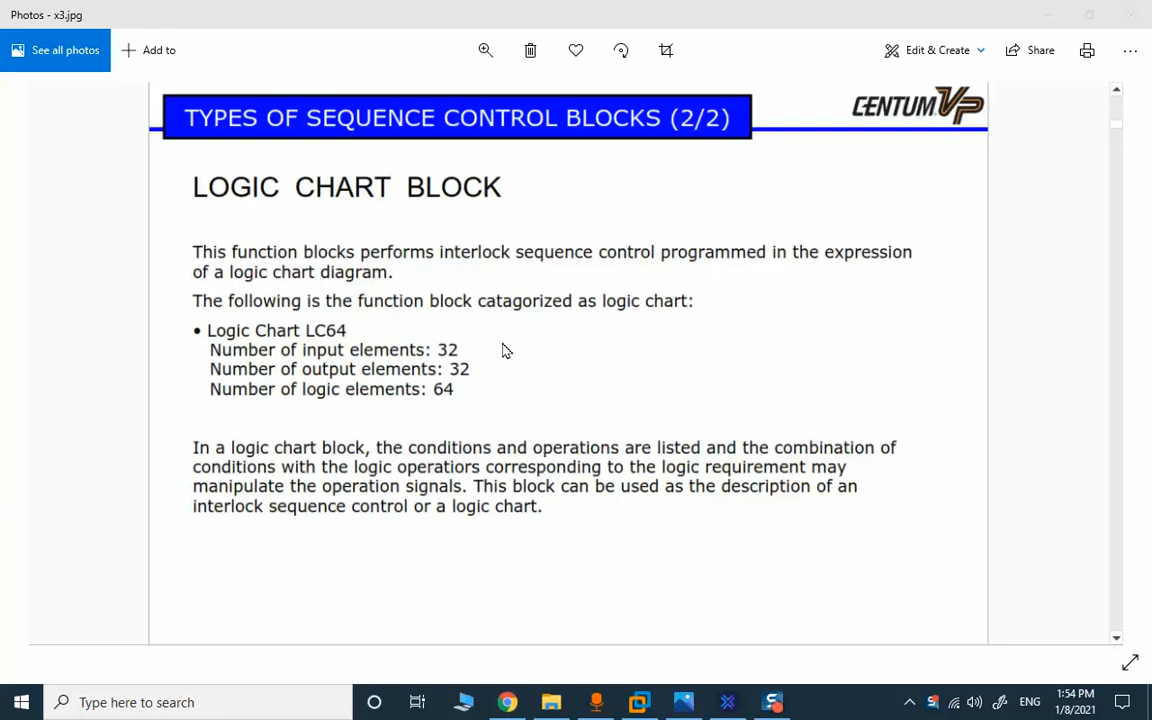 Photos - x3.jpg
See all photos
Add to
Edit & Create
Share
TYPES OF SEQUENCE CONTROL BLOCKS (2/2)
CENTUM VP
LOGIC CHART BLOCK
This function blocks performs interlock sequence control programmed in the expression
of a logic chart diagram.
The following is the function block catagorized as logic chart:
• Logic Chart LC64
Number of input elements: 32
Number of output elements: 32
Number of logic elements: 64
In a logic chart block, the conditions and operations are listed and the combination of
conditions with the logic operatiors corresponding to the logic requirement may
manipulate the operation signals. This block can be used as the description of an
interlock sequence control or a logic chart.
Type here to search
ENG
1:54 PM
1/8/2021